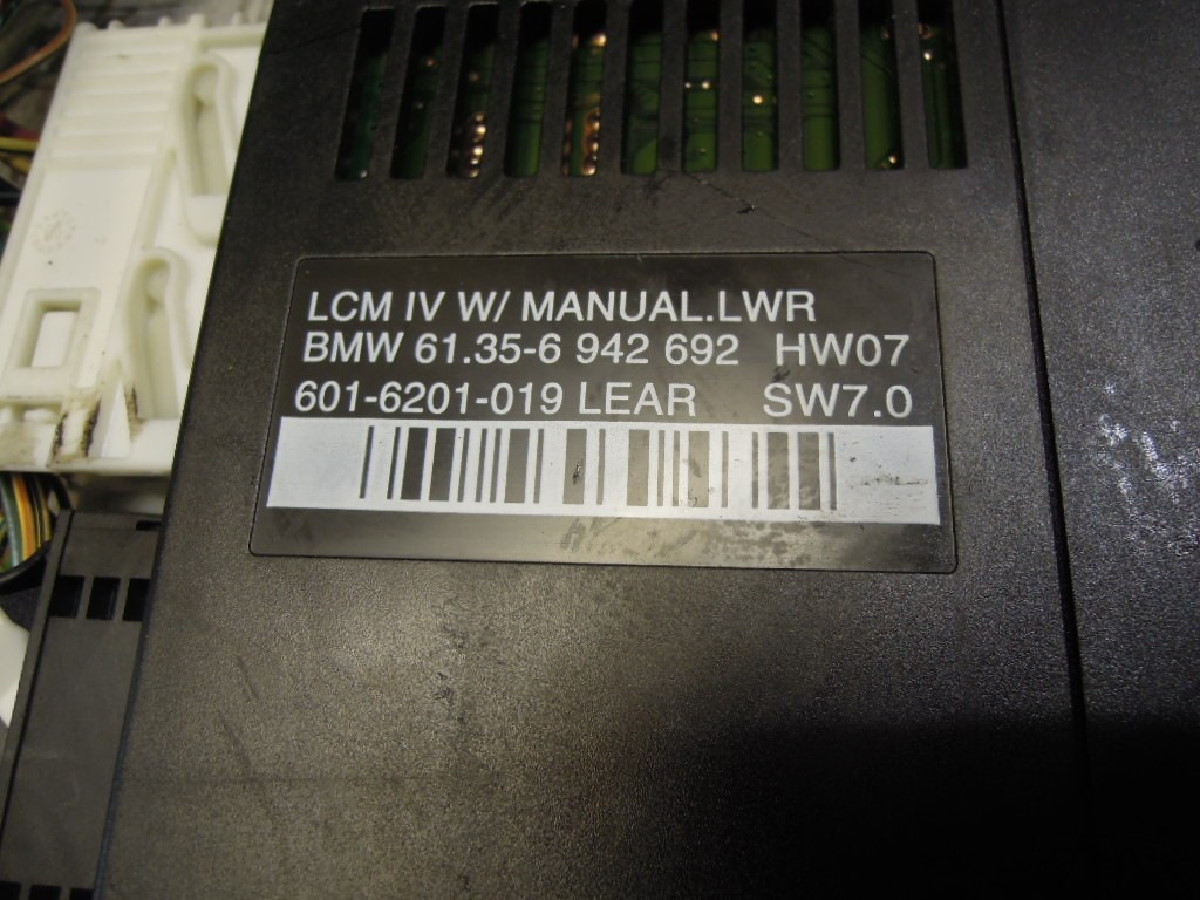 LCM IV W/ MANUAL.LWR
BMW 61.35-6 942 692 HW07
601-6201-019 LEAR SW7.0